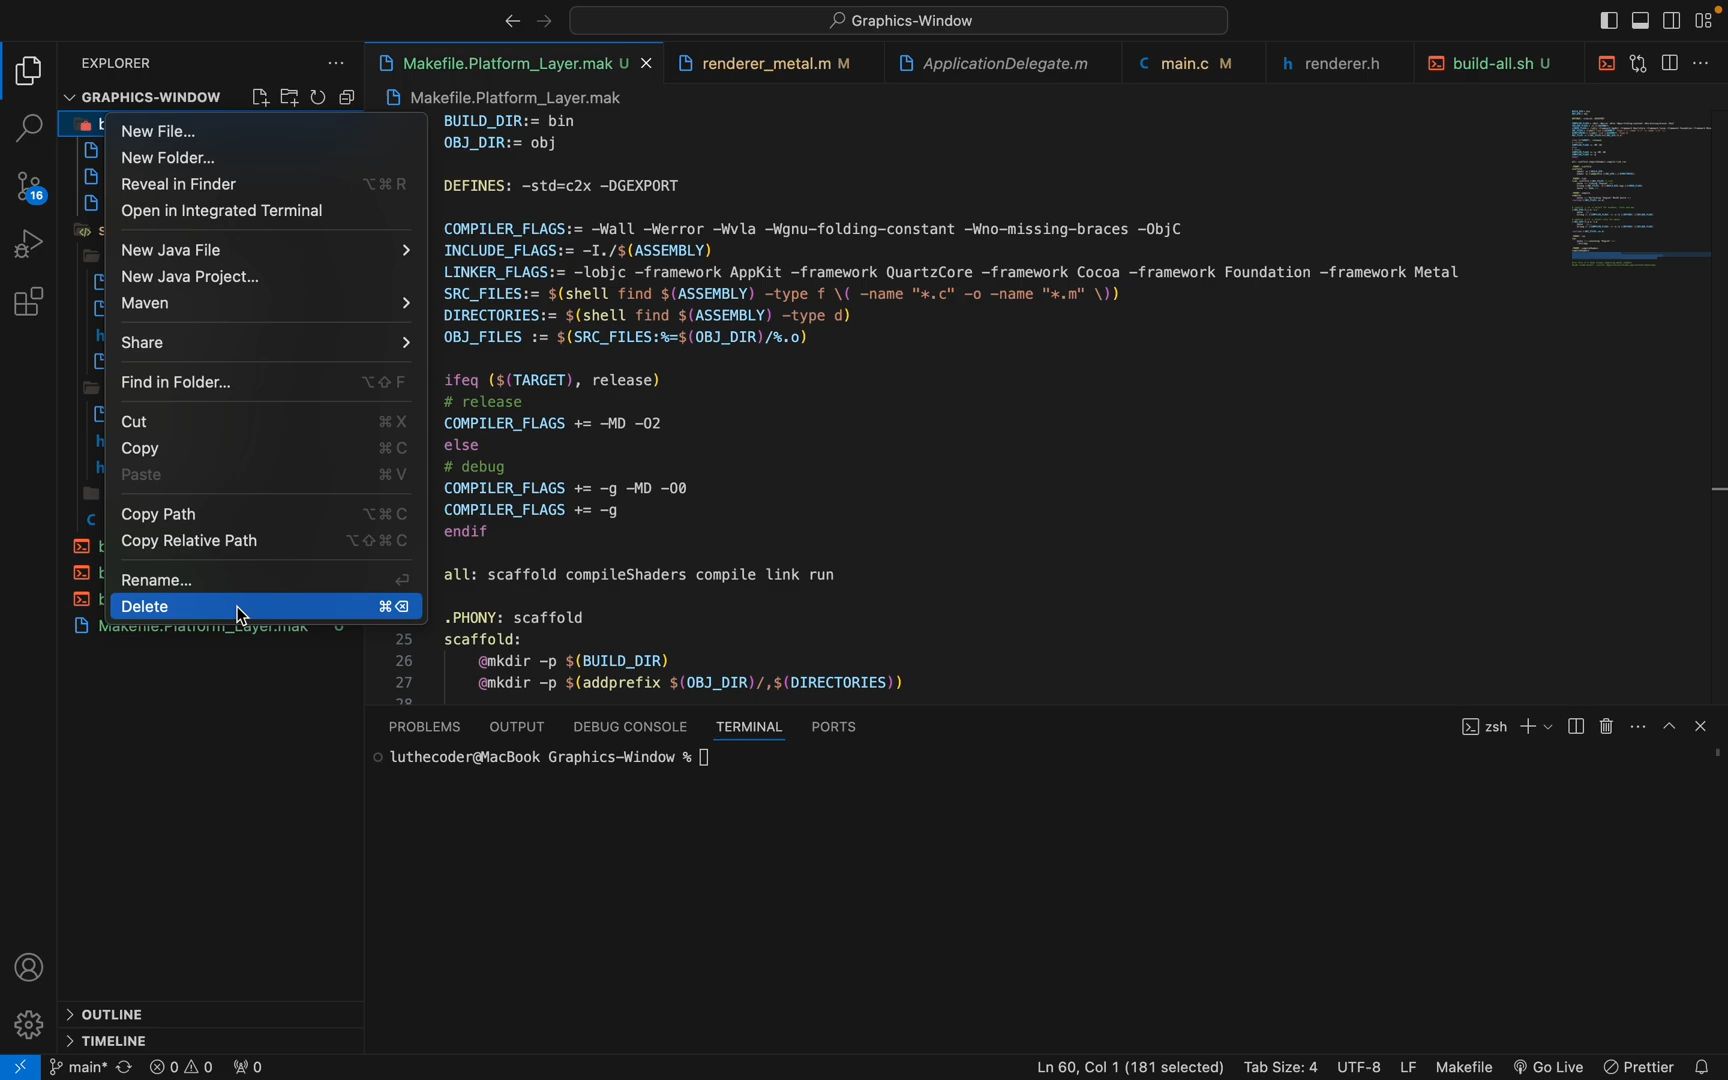 Graphics-Window
EXPLORER
GRAPHICS-WINDOW
New File...
New Folder...
Reveal in Finder ⌥⌘R
Open in Integrated Terminal
New Java File
New Java Project...
Maven
Share
Find in Folder... ⌥⇧F
Cut ⌘X
Copy ⌘C
Paste ⌘V
Copy Path ⌥⌘C
Copy Relative Path ⌥⇧⌘C
Rename... ⏎
Delete ⌘⌫
Makefile.Platform_Layer.mak U
16
OUTLINE
TIMELINE
Makefile.Platform_Layer.mak U
renderer_metal.m M
ApplicationDelegate.m
C main.c M
h renderer.h
build-all.sh U
Makefile.Platform_Layer.mak
BUILD_DIR:= bin
OBJ_DIR:= obj
DEFINES: -std=c2x -DGEXPORT
COMPILER_FLAGS:= -Wall -Werror -Wvla -Wgnu-folding-constant -Wno-missing-braces -ObjC
INCLUDE_FLAGS:= -I./$(ASSEMBLY)
LINKER_FLAGS:= -lobjc -framework AppKit -framework QuartzCore -framework Cocoa -framework Foundation -framework Metal
SRC_FILES:= $(shell find $(ASSEMBLY) -type f \( -name "*.c" -o -name "*.m" \))
DIRECTORIES:= $(shell find $(ASSEMBLY) -type d)
OBJ_FILES := $(SRC_FILES:%=$(OBJ_DIR)/%.o)
ifeq ($(TARGET), release)
# release
COMPILER_FLAGS += -MD -O2
else
# debug
COMPILER_FLAGS += -g -MD -O0
COMPILER_FLAGS += -g
endif
all: scaffold compileShaders compile link run
.PHONY: scaffold
25 scaffold:
26 @mkdir -p $(BUILD_DIR)
27 @mkdir -p $(addprefix $(OBJ_DIR)/,$(DIRECTORIES))
28
PROBLEMS OUTPUT DEBUG CONSOLE TERMINAL PORTS
zsh
luthecoder@MacBook Graphics-Window %
main* 0 0 0
Ln 60, Col 1 (181 selected) Tab Size: 4 UTF-8 LF Makefile Go Live Prettier